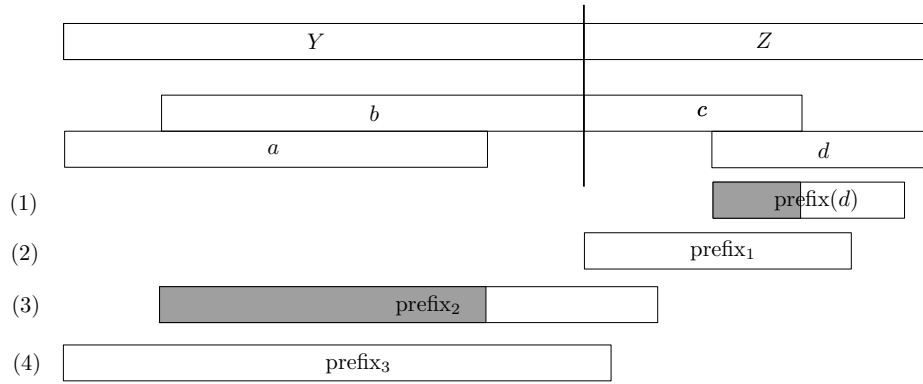 Y Z
b c
a d
(1) prefix(d)
(2) prefix₁
(3) prefix₂
(4) prefix₃